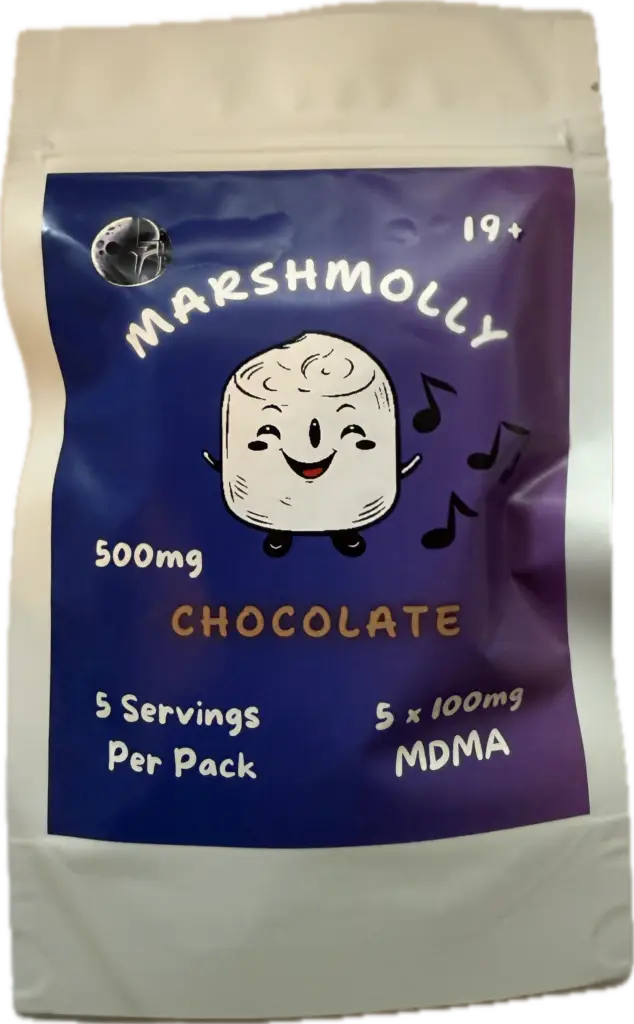 19+
MARSHMOLLY
500mg
CHOCOLATE
5 Servings
Per Pack
5 x 100mg
MDMA